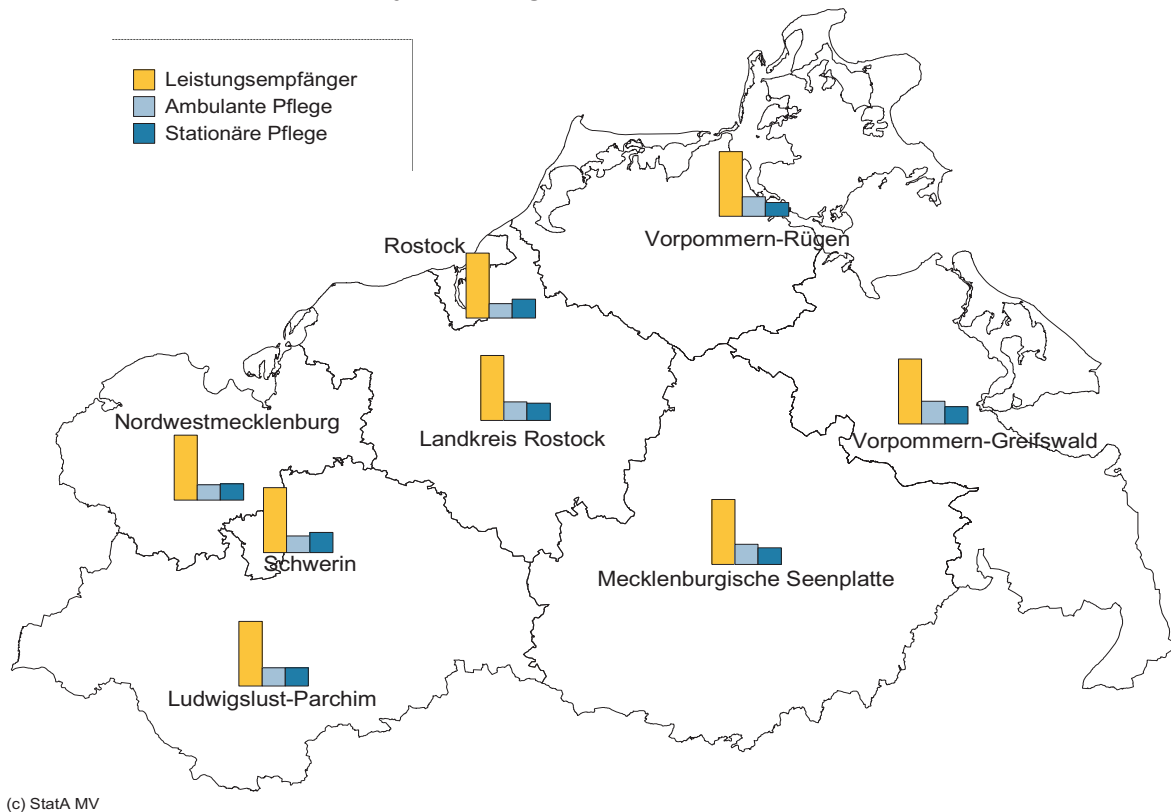 Leistungsempfänger
Ambulante Pflege
Stationäre Pflege
Vorpommern-Rügen
Rostock
Nordwestmecklenburg
Landkreis Rostock
Vorpommern-Greifswald
Schwerin
Mecklenburgische Seenplatte
Ludwigslust-Parchim
(c) StatA MV